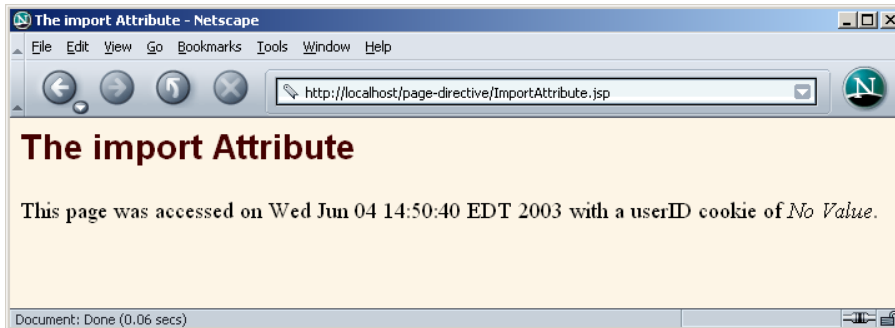 The import Attribute - Netscape
File Edit View Go Bookmarks Tools Window Help
http://localhost/page-directive/ImportAttribute.jsp
N
The import Attribute
This page was accessed on Wed Jun 04 14:50:40 EDT 2003 with a userID cookie of No Value.
Document: Done (0.06 secs)